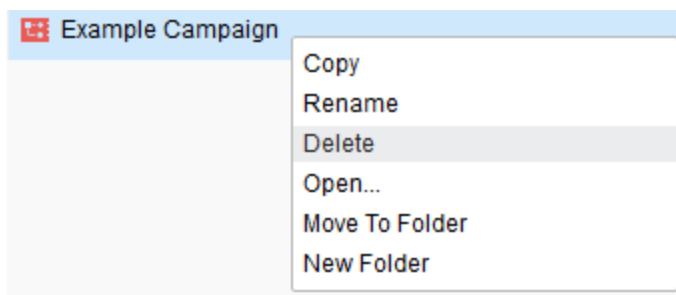 Example Campaign
Copy
Rename
Delete
Open...
Move To Folder
New Folder